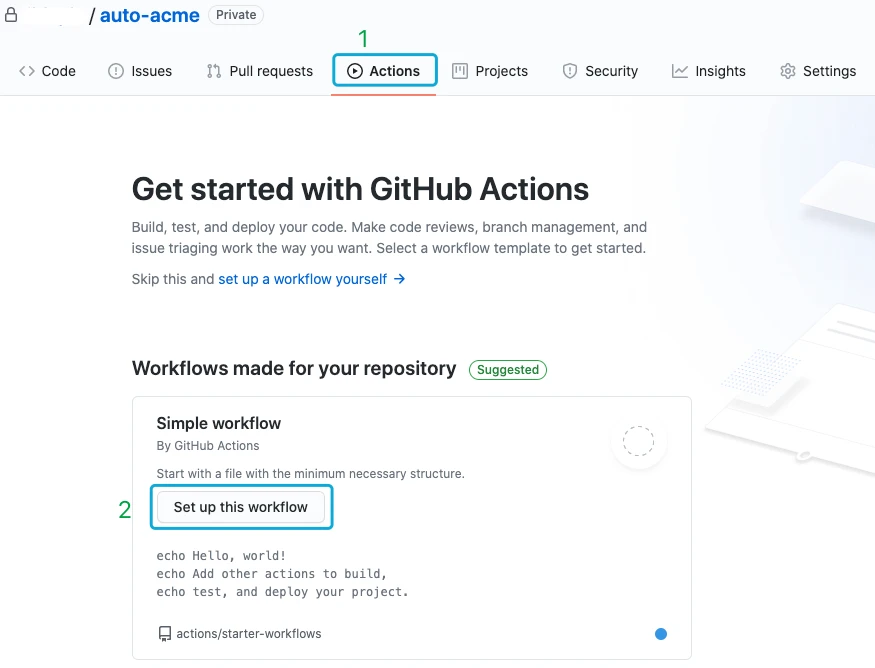 / auto-acme Private
1
Code Issues Pull requests Actions Projects Security Insights Settings
Get started with GitHub Actions
Build, test, and deploy your code. Make code reviews, branch management, and
issue triaging work the way you want. Select a workflow template to get started.
Skip this and set up a workflow yourself →
Workflows made for your repository Suggested
Simple workflow
By GitHub Actions
Start with a file with the minimum necessary structure.
2 Set up this workflow
echo Hello, world!
echo Add other actions to build,
echo test, and deploy your project.
actions/starter-workflows